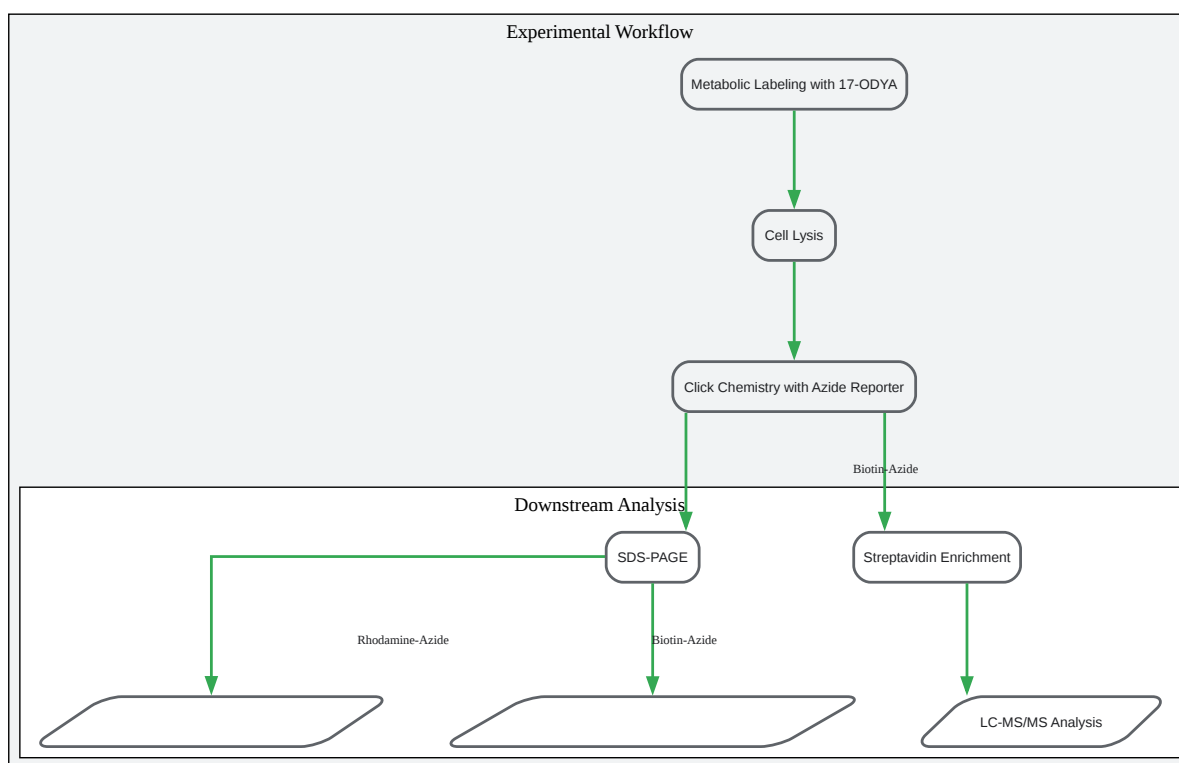 Experimental Workflow
Metabolic Labeling with 17-ODYA
Cell Lysis
Click Chemistry with Azide Reporter
Biotin-Azide
Downstream Analysis
SDS-PAGE
Streptavidin Enrichment
Rhodamine-Azide
Biotin-Azide
LC-MS/MS Analysis